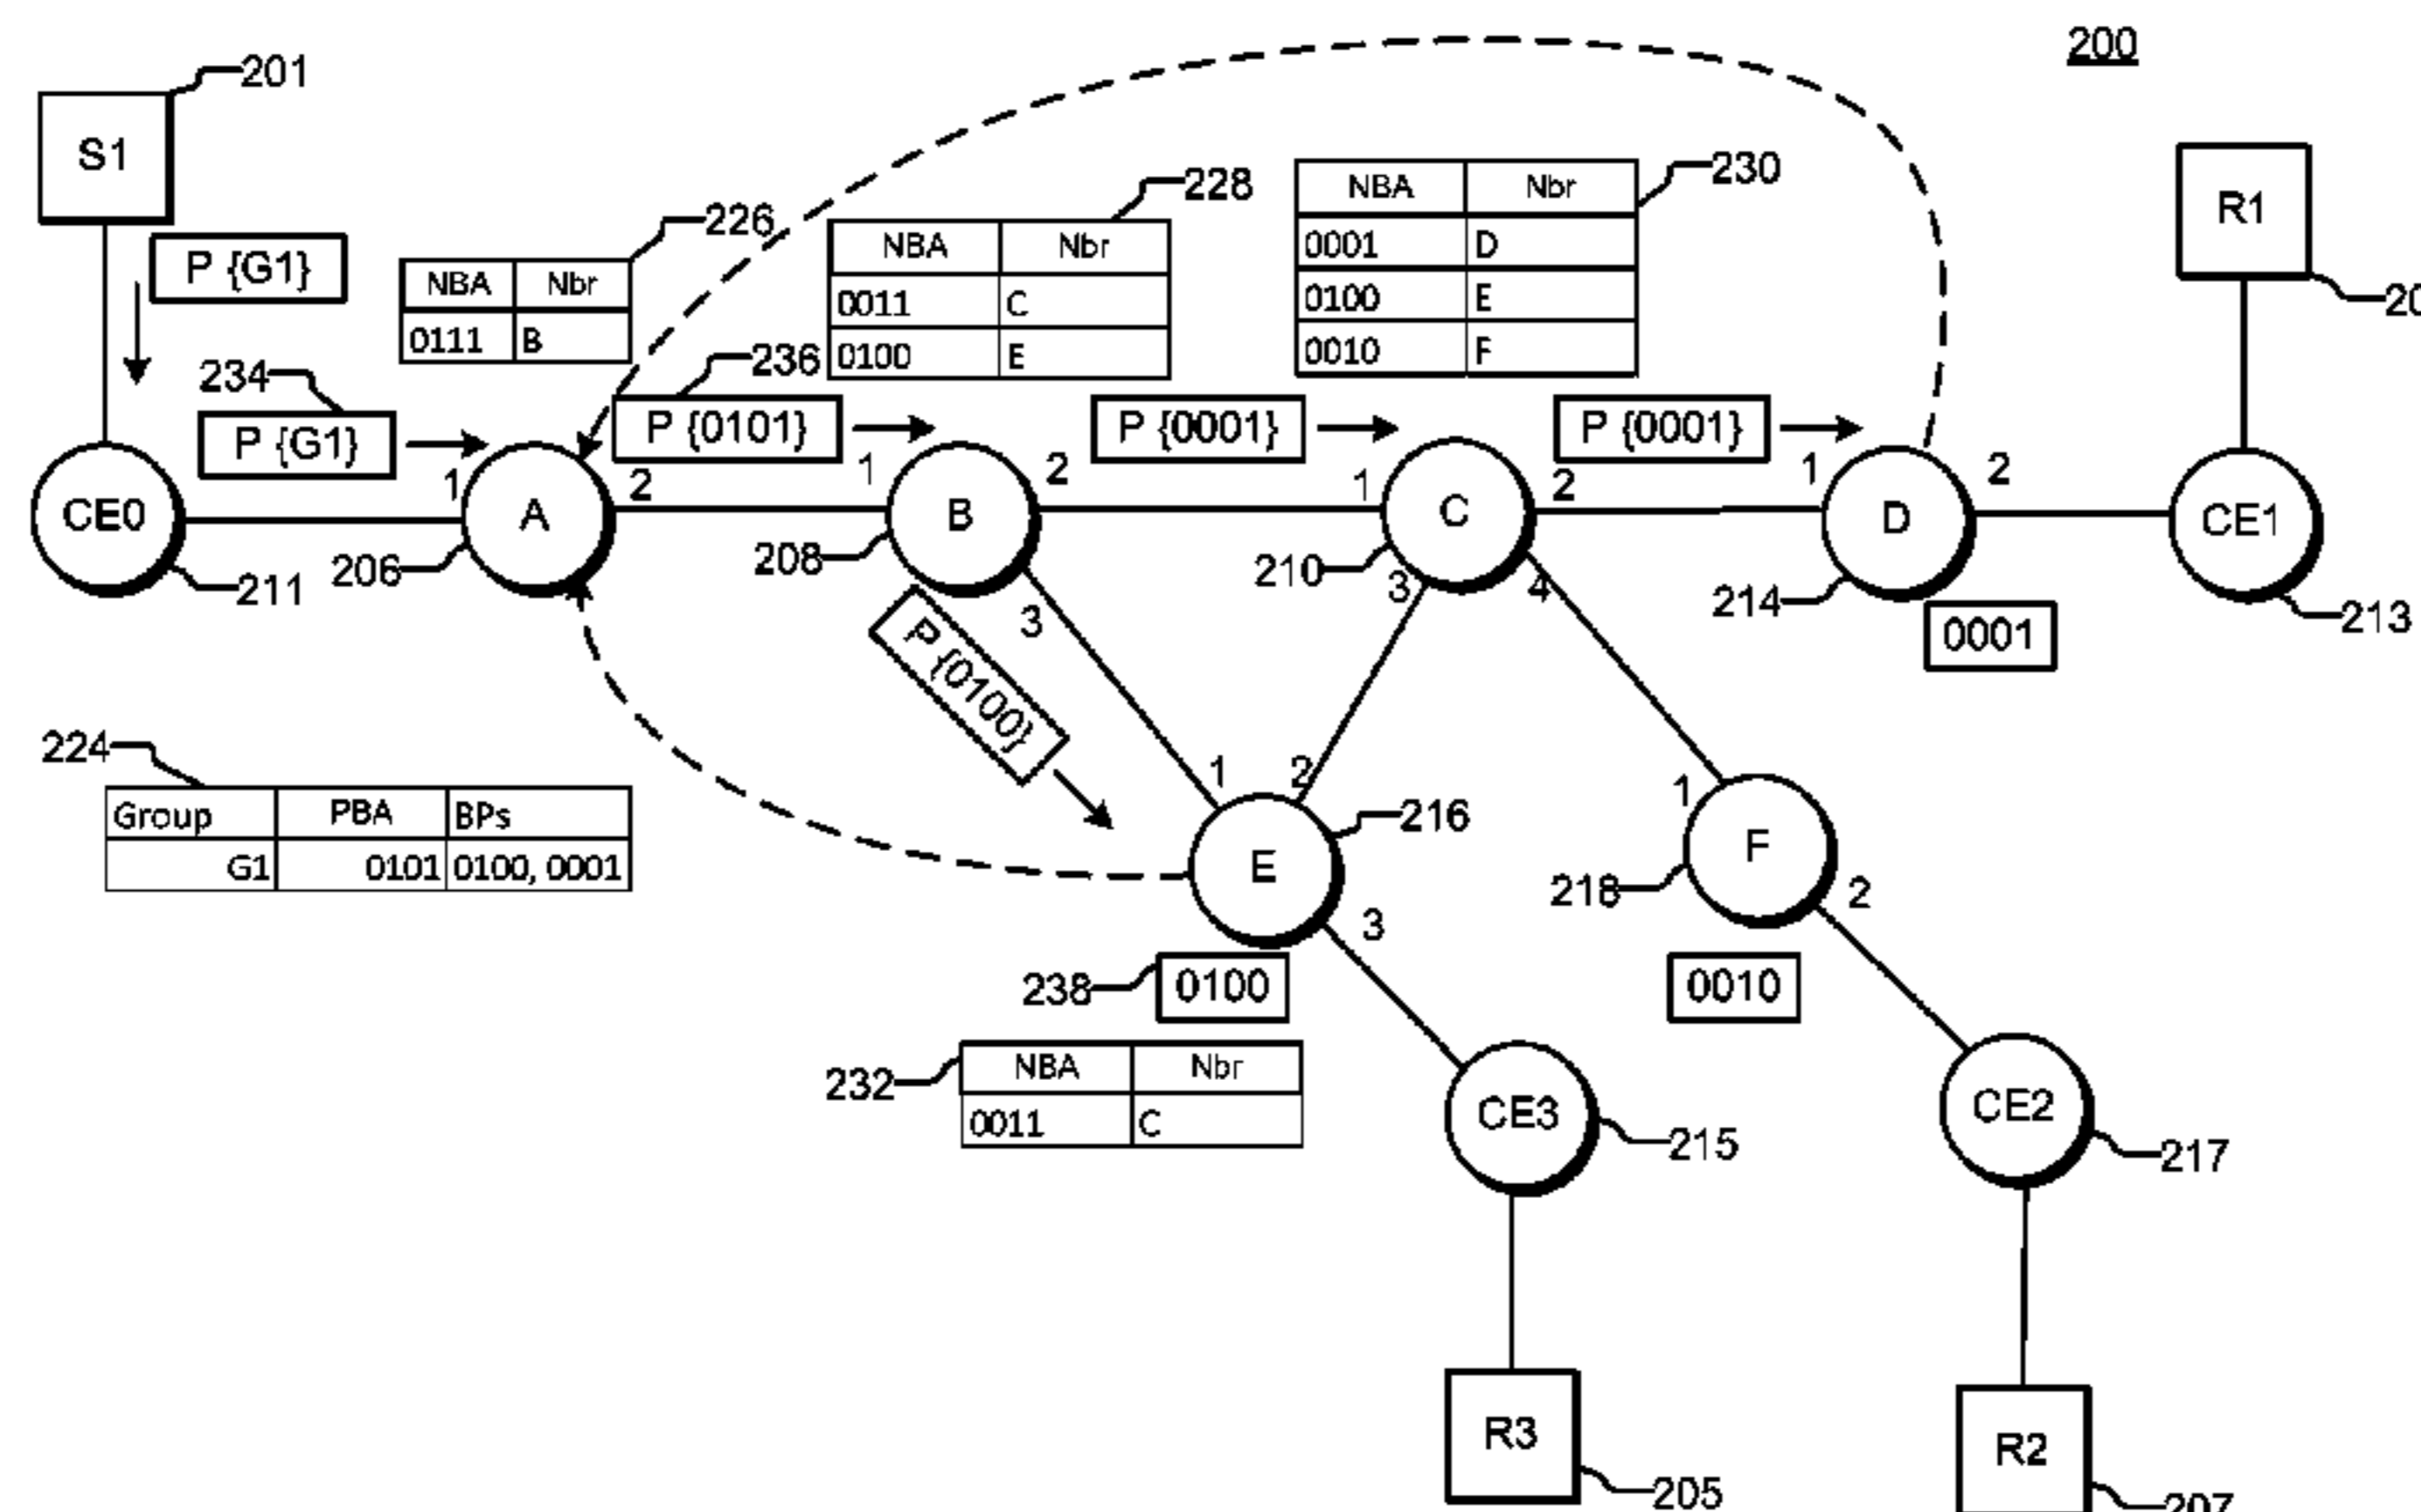 200
201
S1
P {G1}
226
NBA Nbr
0111 B
228
NBA Nbr
0011 C
0100 E
230
NBA Nbr
0001 D
0100 E
0010 F
R1
234
P {G1}
236
P {0101}
P {0001}
P {0001}
CE0
211
1 A 2
206
1 B 2
3
208
1 C 2
3 4
210
1 D 2
214
0001
CE1
213
P {0100}
224
Group PBA BPs
G1 0101 0100, 0001
1 2
E
3
216
238
0100
232
NBA Nbr
0011 C
1
F
2
218
0010
CE3
215
CE2
217
R3
205
R2
207